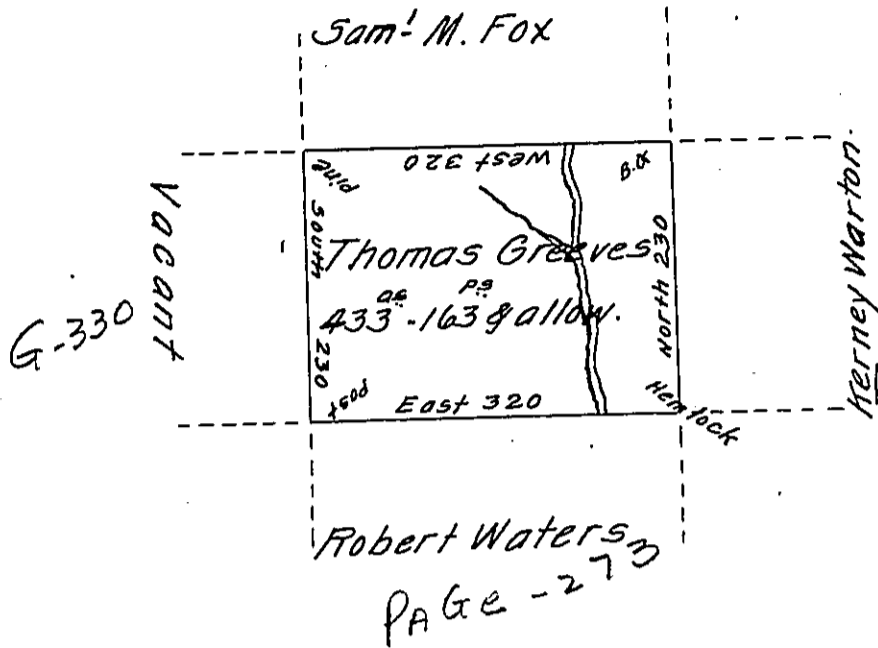 Sam! M. Fox
West 320
pine
B.O
Vacant
South 230
Thomas Greeves
433 ac - 163 ps & allow.
North 230
Kerney Warton.
G-330
post
East 320
Hemlock
Robert Waters
PAGE - 273